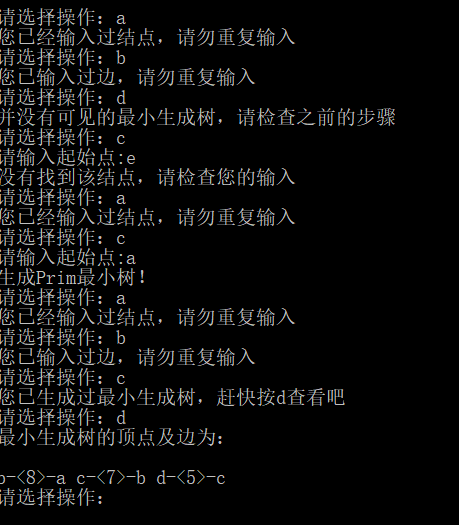 请选择操作：a
您已经输入过结点，请勿重复输入
请选择操作：b
您已输入过边，请勿重复输入
请选择操作：d
并没有可见的最小生成树，请检查之前的步骤
请选择操作：c
请输入起始点:e
没有找到该结点，请检查您的输入
请选择操作：a
您已经输入过结点，请勿重复输入
请选择操作：c
请输入起始点:a
生成Prim最小树！
请选择操作：a
您已经输入过结点，请勿重复输入
请选择操作：b
您已输入过边，请勿重复输入
请选择操作：c
您已生成过最小生成树，赶快按d查看吧
请选择操作：d
最小生成树的顶点及边为：
b-<8>-a c-<7>-b d-<5>-c
请选择操作：